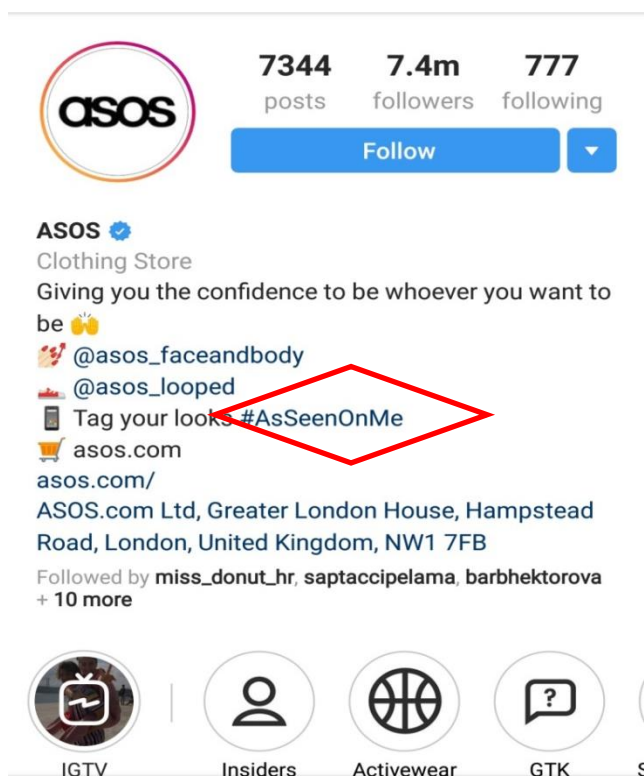 asos
7344 7.4m 777
posts followers following
Follow
ASOS
Clothing Store
Giving you the confidence to be whoever you want to
be 🙌
💅 @asos_faceandbody
👟 @asos_looped
📱 Tag your looks #AsSeenOnMe
🛒 asos.com
asos.com/
ASOS.com Ltd, Greater London House, Hampstead
Road, London, United Kingdom, NW1 7FB
Followed by miss_donut_hr, saptaccipelama, barbhektorova
+ 10 more
IGTV Insiders Activewear GTK S